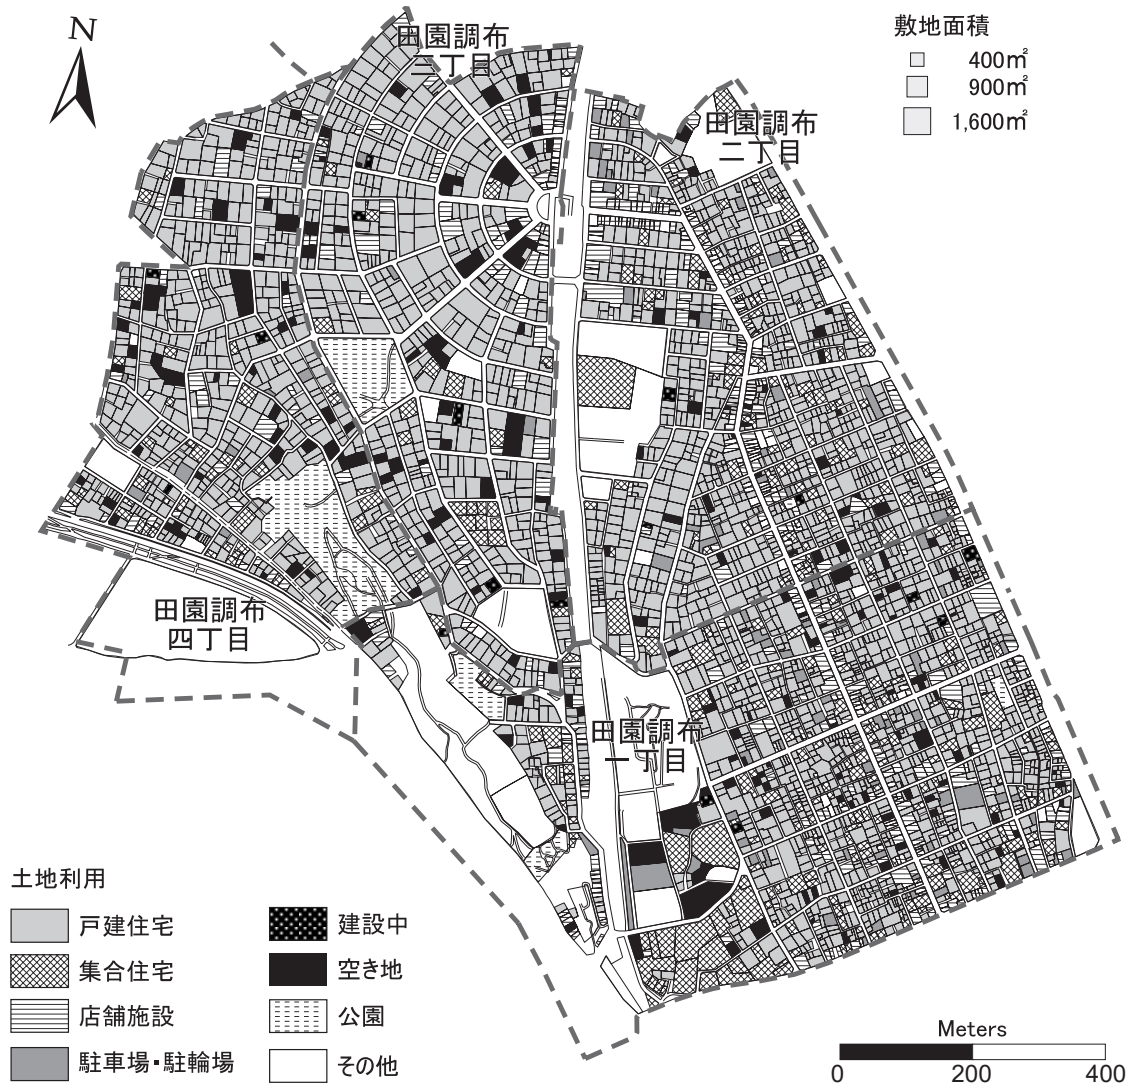 N
田園調布
三丁目
敷地面積
400㎡
900㎡
1,600㎡
田園調布
二丁目
田園調布
四丁目
田園調布
一丁目
土地利用
戸建住宅
集合住宅
店舗施設
駐車場・駐輪場
建設中
空き地
公園
その他
Meters
0 200 400